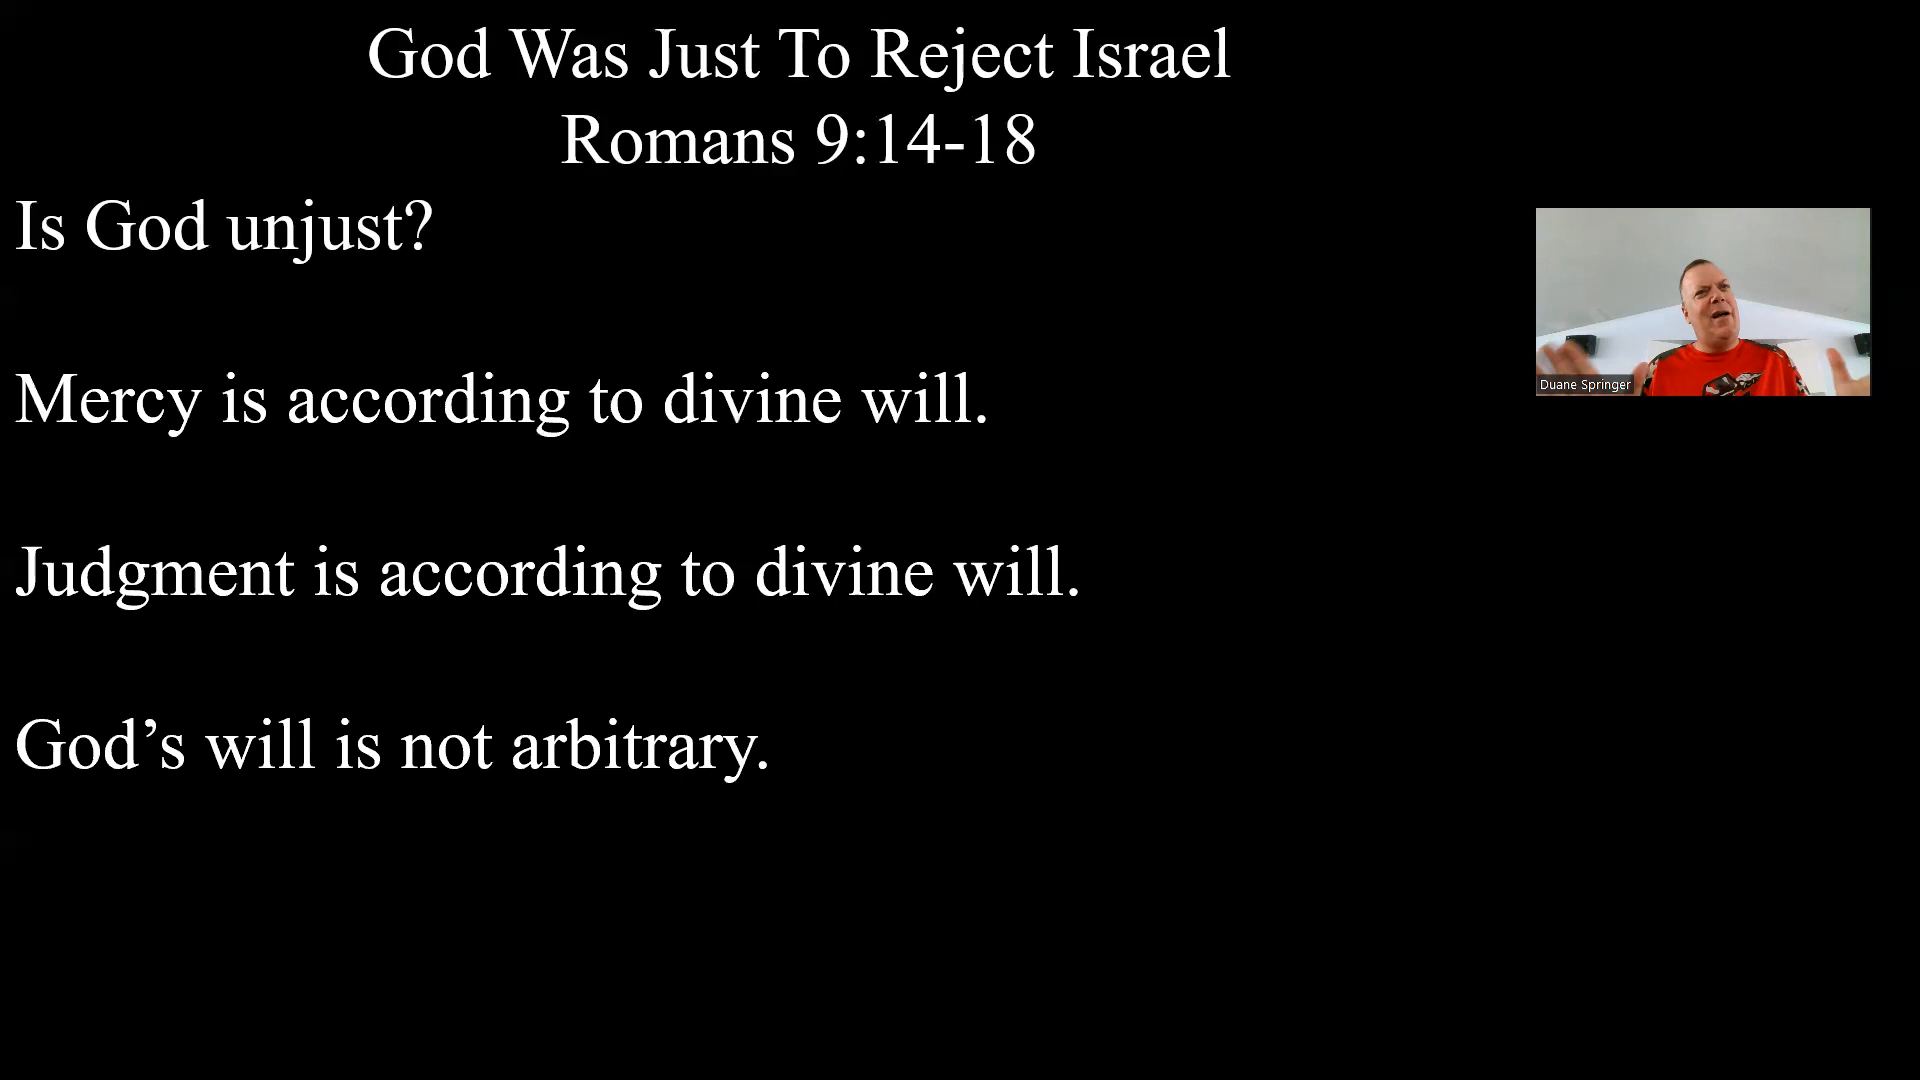 God Was Just To Reject Israel
Romans 9:14-18
Is God unjust?
Mercy is according to divine will.
Judgment is according to divine will.
God’s will is not arbitrary.
Duane Springer